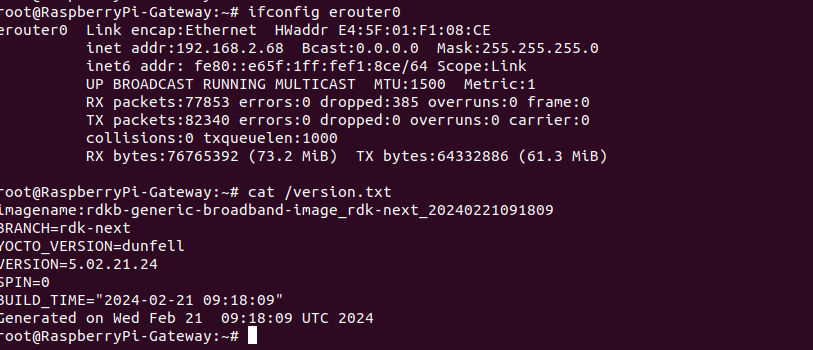 root@RaspberryPi-Gateway:~# ifconfig erouter0
erouter0  Link encap:Ethernet  HWaddr E4:5F:01:F1:08:CE
          inet addr:192.168.2.68  Bcast:0.0.0.0  Mask:255.255.255.0
          inet6 addr: fe80::e65f:1ff:fef1:8ce/64 Scope:Link
          UP BROADCAST RUNNING MULTICAST  MTU:1500  Metric:1
          RX packets:77853 errors:0 dropped:385 overruns:0 frame:0
          TX packets:82340 errors:0 dropped:0 overruns:0 carrier:0
          collisions:0 txqueuelen:1000
          RX bytes:76765392 (73.2 MiB)  TX bytes:64332886 (61.3 MiB)
root@RaspberryPi-Gateway:~# cat /version.txt
imagename:rdkb-generic-broadband-image_rdk-next_20240221091809
BRANCH=rdk-next
YOCTO_VERSION=dunfell
VERSION=5.02.21.24
SPIN=0
BUILD_TIME="2024-02-21 09:18:09"
Generated on Wed Feb 21  09:18:09 UTC 2024
root@RaspberryPi-Gateway:~#